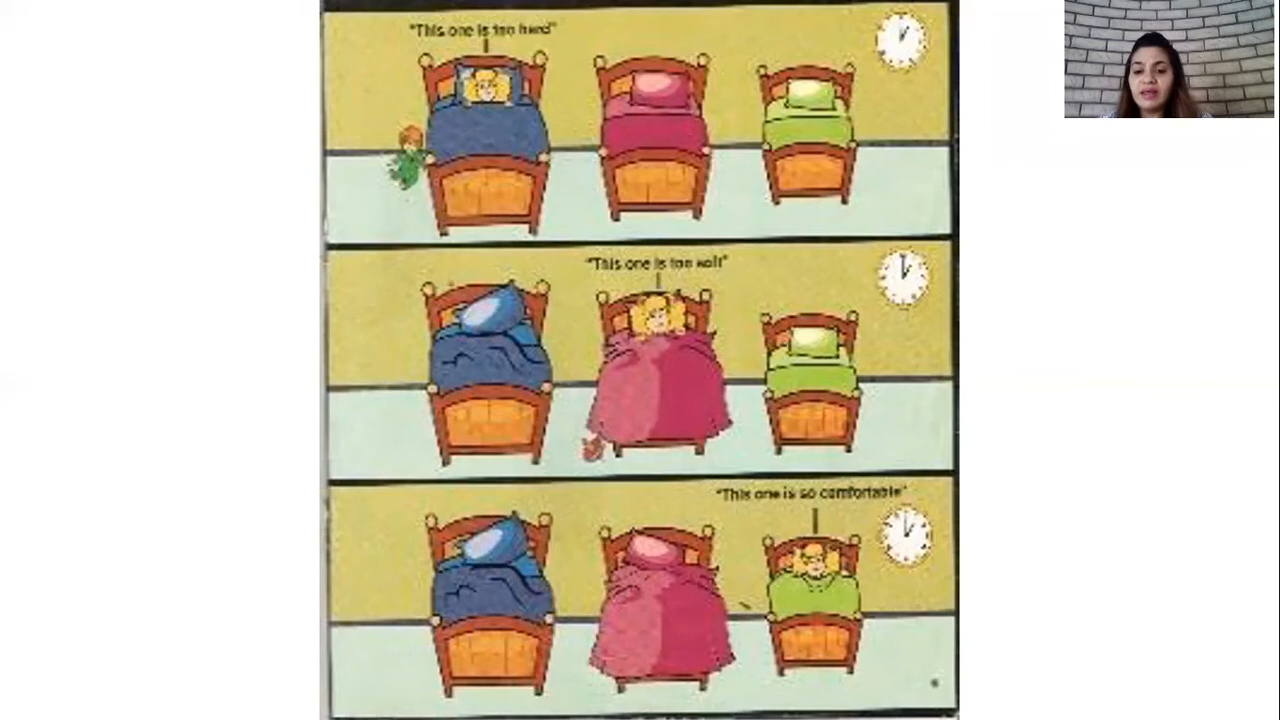 "This one is too hard"
"This one is too soft"
"This one is so comfortable"